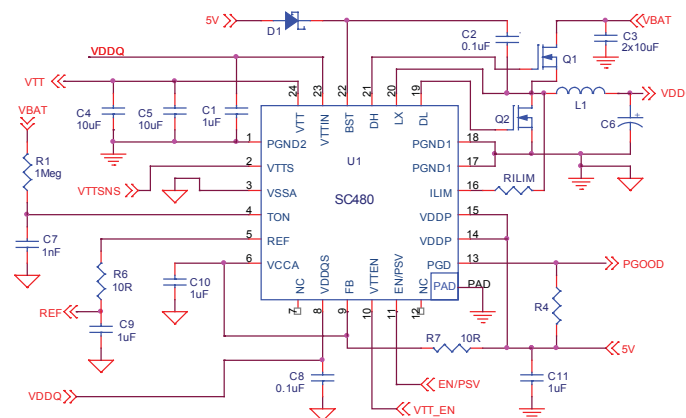 5V
D1
C2
0.1uF
Q1
VBAT
C3
2x10uF
VDDQ
VTT
VBAT
C4
10uF
C5
10uF
C1
1uF
24
23
22
21
20
19
VTT
VTTIN
BST
DH
LX
DL
Q2
L1
VDD
C6
+
R1
1Meg
1
PGND2
U1
PGND1
18
2
VTTS
PGND1
17
VTTSNS
3
VSSA
SC480
ILIM
16
RILIM
4
TON
VDDP
15
5
REF
VDDP
14
6
VCCA
PGD
13
PGOOD
C7
1nF
R6
10R
C10
1uF
NC
VDDQS
FB
VTTEN
EN/PSV
NC
PAD
PAD
7
8
9
10
11
12
R4
REF
C9
1uF
R7
10R
5V
C8
0.1uF
C11
1uF
VDDQ
EN/PSV
VTT_EN